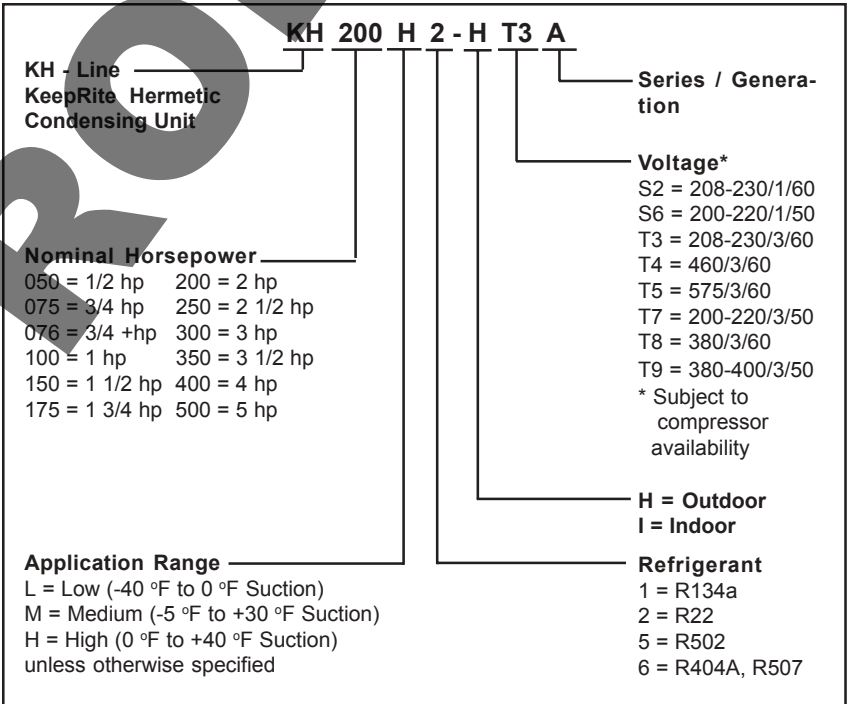 KH 200 H 2 - H T3 A
KH - Line
KeepRite Hermetic
Condensing Unit
Nominal Horsepower
050 = 1/2 hp 200 = 2 hp
075 = 3/4 hp 250 = 2 1/2 hp
076 = 3/4 +hp 300 = 3 hp
100 = 1 hp 350 = 3 1/2 hp
150 = 1 1/2 hp 400 = 4 hp
175 = 1 3/4 hp 500 = 5 hp
Application Range
L = Low (-40 °F to 0 °F Suction)
M = Medium (-5 °F to +30 °F Suction)
H = High (0 °F to +40 °F Suction)
unless otherwise specified
Series / Genera-
tion
Voltage*
S2 = 208-230/1/60
S6 = 200-220/1/50
T3 = 208-230/3/60
T4 = 460/3/60
T5 = 575/3/60
T7 = 200-220/3/50
T8 = 380/3/60
T9 = 380-400/3/50
* Subject to
compressor
availability
H = Outdoor
I = Indoor
Refrigerant
1 = R134a
2 = R22
5 = R502
6 = R404A, R507